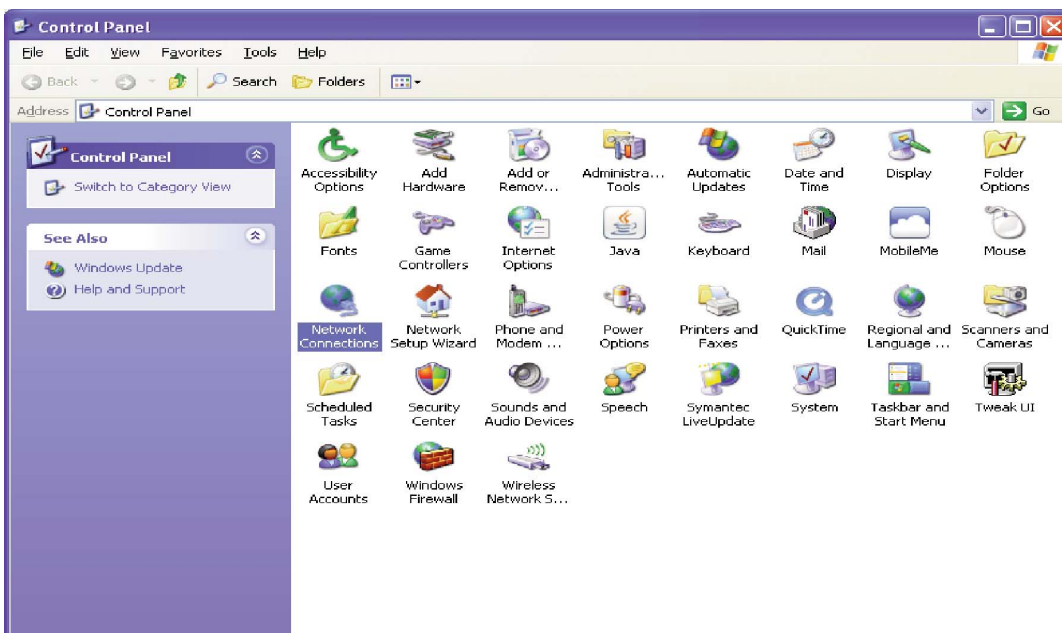 Control Panel
File Edit View Favorites Tools Help
Back Search Folders
Address Control Panel Go
Control Panel
Switch to Category View
See Also
Windows Update
Help and Support
Accessibility
Options
Add
Hardware
Add or
Remov...
Administra...
Tools
Automatic
Updates
Date and
Time
Display
Folder
Options
Fonts
Game
Controllers
Internet
Options
Java
Keyboard
Mail
MobileMe
Mouse
Network
Connections
Network
Setup Wizard
Phone and
Modem ...
Power
Options
Printers and
Faxes
QuickTime
Regional and
Language ...
Scanners and
Cameras
Scheduled
Tasks
Security
Center
Sounds and
Audio Devices
Speech
Symantec
LiveUpdate
System
Taskbar and
Start Menu
Tweak UI
User
Accounts
Windows
Firewall
Wireless
Network S...